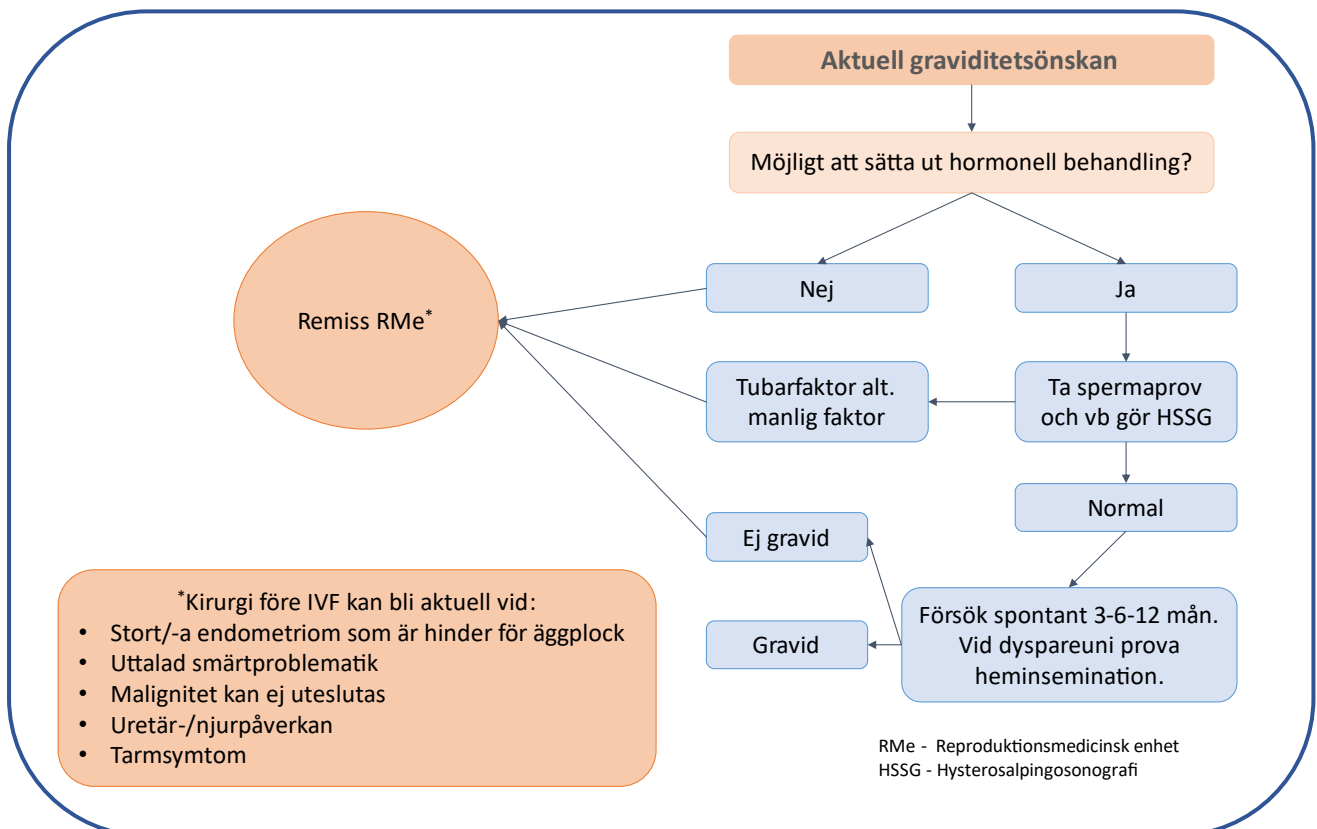 Aktuell graviditetsönskan
Möjligt att sätta ut hormonell behandling?
Nej
Ja
Remiss RMe*
Tubarfaktor alt.
manlig faktor
Ta spermaprov
och vb gör HSSG
Normal
Ej gravid
Försök spontant 3-6-12 mån.
Vid dyspareuni prova
heminsemination.
Gravid
*Kirurgi före IVF kan bli aktuell vid:
• Stort/-a endometriom som är hinder för äggplock
• Uttalad smärtproblematik
• Malignitet kan ej uteslutas
• Uretär-/njurpåverkan
• Tarmsymtom
RMe - Reproduktionsmedicinsk enhet
HSSG - Hysterosalpingosonografi